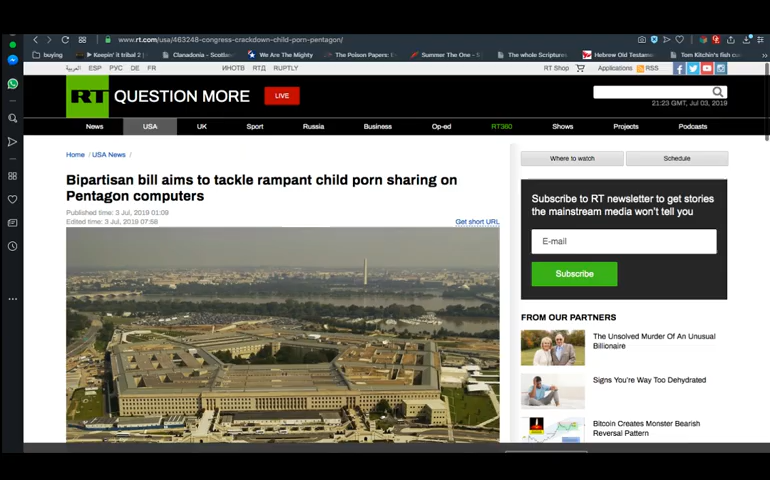 www.rt.com/usa/463248-congress-crackdown-child-porn-pentagon/
buying
Keepin' it tribal 2
Clanadonia - Scotlan
We Are The Mighty
The Poison Papers:
Summer The One - S
The whole Scripture
Hebrew Old Testame
Tom Kitchin's fish cu
العربية ESP РУС DE FR ИНОТВ RTД RUPTLY
RT Shop Applications RSS
RT QUESTION MORE LIVE
21:23 GMT, Jul 03, 2019
News USA UK Sport Russia Business Op-ed RT360 Shows Projects Podcasts
Home / USA News /
Where to watch Schedule
Bipartisan bill aims to tackle rampant child porn sharing on
Pentagon computers
Published time: 3 Jul, 2019 01:09
Edited time: 3 Jul, 2019 07:58
Get short URL
Subscribe to RT newsletter to get stories
the mainstream media won't tell you
E-mail
Subscribe
FROM OUR PARTNERS
The Unsolved Murder Of An Unusual
Billionaire
Signs You're Way Too Dehydrated
Bitcoin Creates Monster Bearish
Reversal Pattern